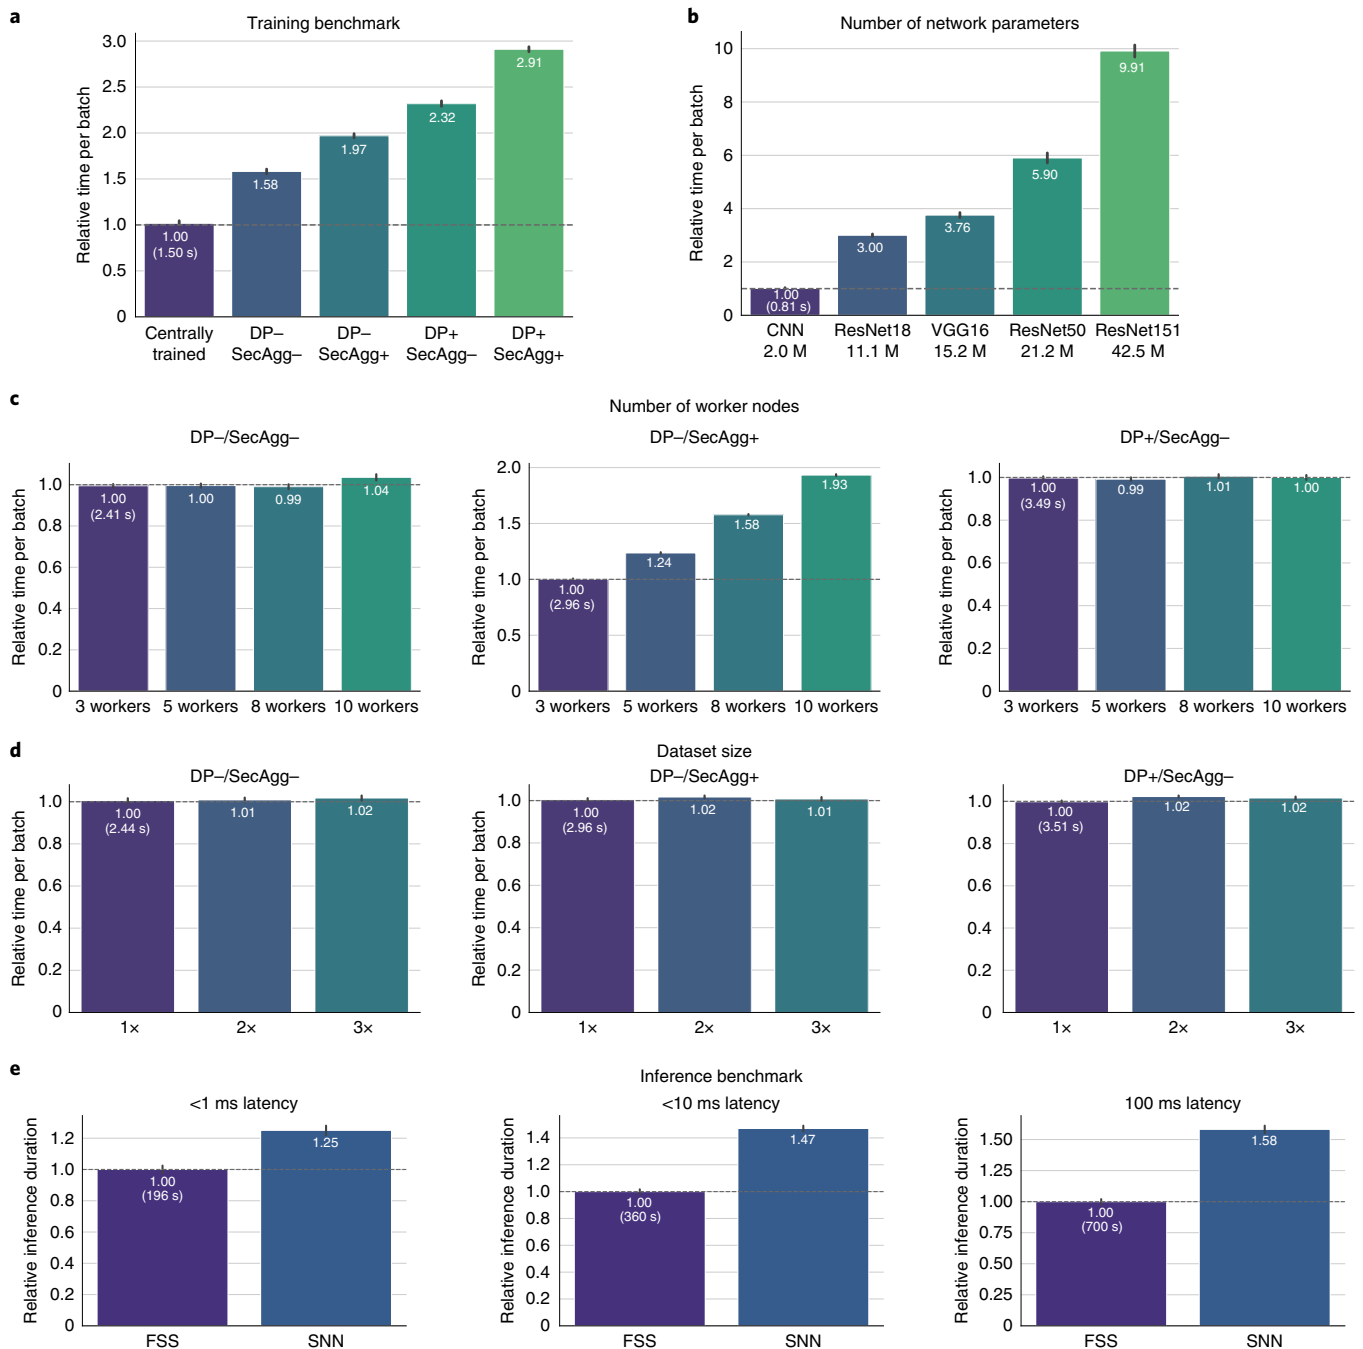 a
Training benchmark
Relative time per batch
3.0
2.5
2.0
1.5
1.0
0.5
0
1.00
(1.50 s)
1.58
1.97
2.32
2.91
Centrally trained
DP–
SecAgg–
DP–
SecAgg+
DP+
SecAgg–
DP+
SecAgg+
b
Number of network parameters
Relative time per batch
10
8
6
4
2
0
1.00
(0.81 s)
3.00
3.76
5.90
9.91
CNN
2.0 M
ResNet18
11.1 M
VGG16
15.2 M
ResNet50
21.2 M
ResNet151
42.5 M
c
Number of worker nodes
DP–/SecAgg–
Relative time per batch
1.0
0.8
0.6
0.4
0.2
0
1.00
(2.41 s)
1.00
0.99
1.04
3 workers
5 workers
8 workers
10 workers
DP–/SecAgg+
Relative time per batch
2.0
1.5
1.0
0.5
0
1.00
(2.96 s)
1.24
1.58
1.93
3 workers
5 workers
8 workers
10 workers
DP+/SecAgg–
Relative time per batch
1.0
0.8
0.6
0.4
0.2
0
1.00
(3.49 s)
0.99
1.01
1.00
3 workers
5 workers
8 workers
10 workers
d
Dataset size
DP–/SecAgg–
Relative time per batch
1.0
0.8
0.6
0.4
0.2
0
1.00
(2.44 s)
1.01
1.02
1×
2×
3×
DP–/SecAgg+
Relative time per batch
1.0
0.8
0.6
0.4
0.2
0
1.00
(2.96 s)
1.02
1.01
1×
2×
3×
DP+/SecAgg–
Relative time per batch
1.0
0.8
0.6
0.4
0.2
0
1.00
(3.51 s)
1.02
1.02
1×
2×
3×
e
Inference benchmark
<1 ms latency
Relative inference duration
1.2
1.0
0.8
0.6
0.4
0.2
0
1.00
(196 s)
1.25
FSS
SNN
<10 ms latency
Relative inference duration
1.4
1.2
1.0
0.8
0.6
0.4
0.2
0
1.00
(360 s)
1.47
FSS
SNN
100 ms latency
Relative inference duration
1.50
1.25
1.00
0.75
0.50
0.25
0
1.00
(700 s)
1.58
FSS
SNN